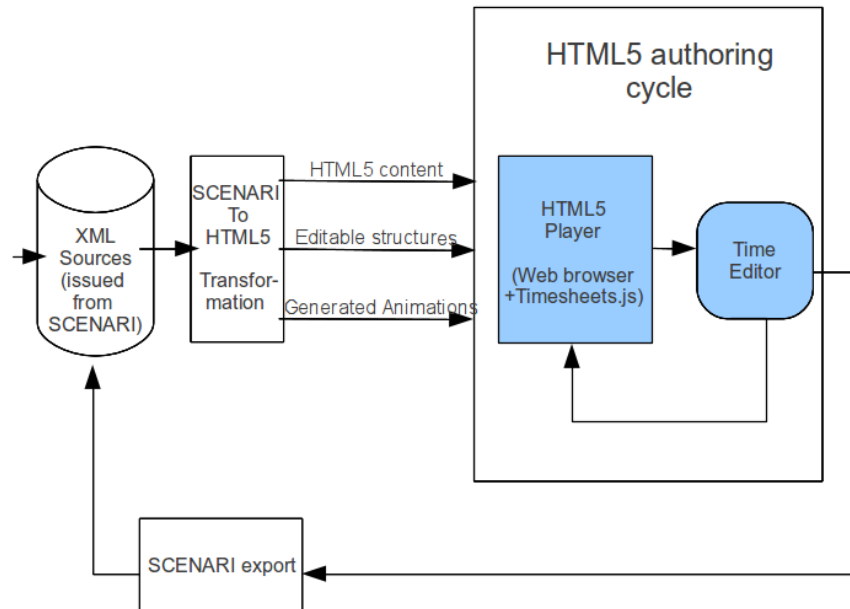 HTML5 authoring
cycle
XML
Sources
(issued
from
SCENARI)
SCENARI
To
HTML5
Transfor-
mation
HTML5 content
Editable structures
Generated Animations
HTML5
Player
(Web browser
+Timesheets.js)
Time
Editor
SCENARI export